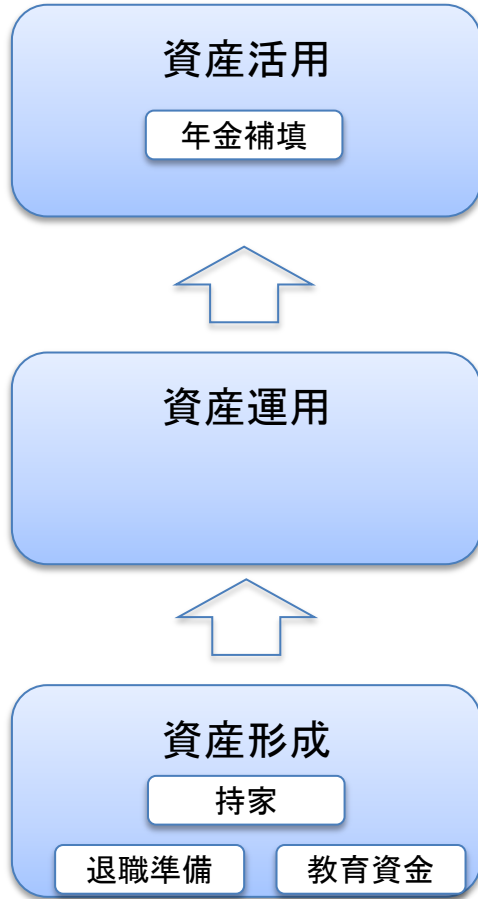 資産活用
年金補填
資産運用
資産形成
持家
退職準備
教育資金